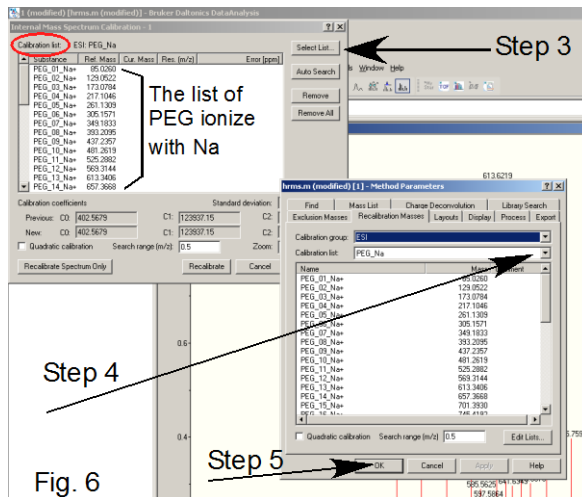 1 (modified) [hrms.m (modified)] - Bruker Daltonics DataAnalysis
Internal Mass Spectrum Calibration - 1
Calibration list: ESI: PEG_Na
Select List...
Step 3
Substance Ref. Mass Cur. Mass Res. (m/z) Error [ppm]
PEG_01_Na+ 85.0260
PEG_02_Na+ 129.0522
PEG_03_Na+ 173.0784
PEG_04_Na+ 217.1046
PEG_05_Na+ 261.1309
PEG_06_Na+ 305.1571
PEG_07_Na+ 349.1833
PEG_08_Na+ 393.2095
PEG_09_Na+ 437.2357
PEG_10_Na+ 481.2619
PEG_11_Na+ 525.2882
PEG_12_Na+ 569.3144
PEG_13_Na+ 613.3406
PEG_14_Na+ 657.3668
The list of
PEG ionize
with Na
Auto Search
Remove
Remove All
Window Help
Calibration coefficients
Standard deviation:
Previous: C0: 402.5679 C1: 123937.15 C2:
New: C0: 402.5679 C1: 123937.15 C2:
Quadratic calibration Search range (m/z): 0.5 Zoom:
Recalibrate Spectrum Only Recalibrate Cancel
613.6219
hrms.m (modified) [1] - Method Parameters
Find Mass List Charge Deconvolution Library Search
Exclusion Masses Recalibration Masses Layouts Display Process Export
Calibration group: ESI
Calibration list: PEG_Na
Name Mass
PEG_01_Na+ 85.0260
PEG_02_Na+ 129.0522
PEG_03_Na+ 173.0784
PEG_04_Na+ 217.1046
PEG_05_Na+ 261.1309
PEG_06_Na+ 305.1571
PEG_07_Na+ 349.1833
PEG_08_Na+ 393.2095
PEG_09_Na+ 437.2357
PEG_10_Na+ 481.2619
PEG_11_Na+ 525.2882
PEG_12_Na+ 569.3144
PEG_13_Na+ 613.3406
PEG_14_Na+ 657.3668
PEG_15_Na+ 701.3930
PEG_16_Na+ 745.4192
Quadratic calibration Search range (m/z) 0.5 Edit Lists...
OK Cancel Apply Help
0.6
Step 4
0.4
Step 5
Fig. 6
595.5625
597.5864